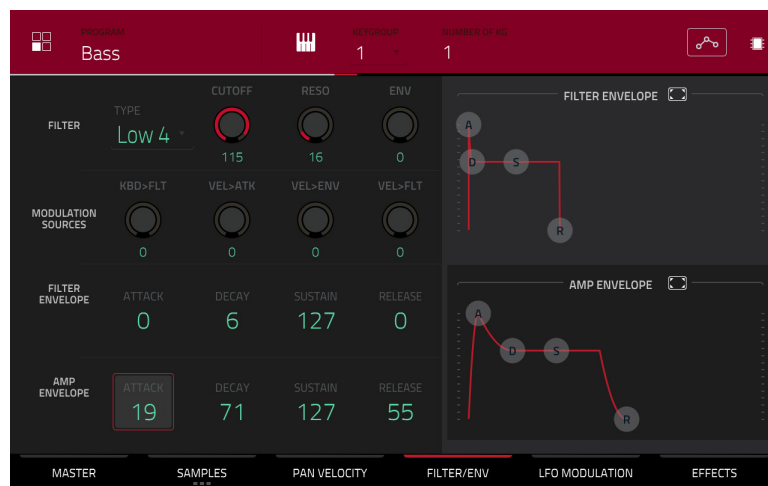 PROGRAM
Bass
KEYGROUP
1
NUMBER OF KG
1
FILTER
TYPE
Low 4
CUTOFF
115
RESO
16
ENV
0
MODULATION
SOURCES
KBD>FLT
0
VEL>ATK
0
VEL>ENV
0
VEL>FLT
0
FILTER
ENVELOPE
ATTACK
0
DECAY
6
SUSTAIN
127
RELEASE
0
AMP
ENVELOPE
ATTACK
19
DECAY
71
SUSTAIN
127
RELEASE
55
FILTER ENVELOPE
A
D
S
R
AMP ENVELOPE
A
D
S
R
MASTER
SAMPLES
PAN VELOCITY
FILTER/ENV
LFO MODULATION
EFFECTS